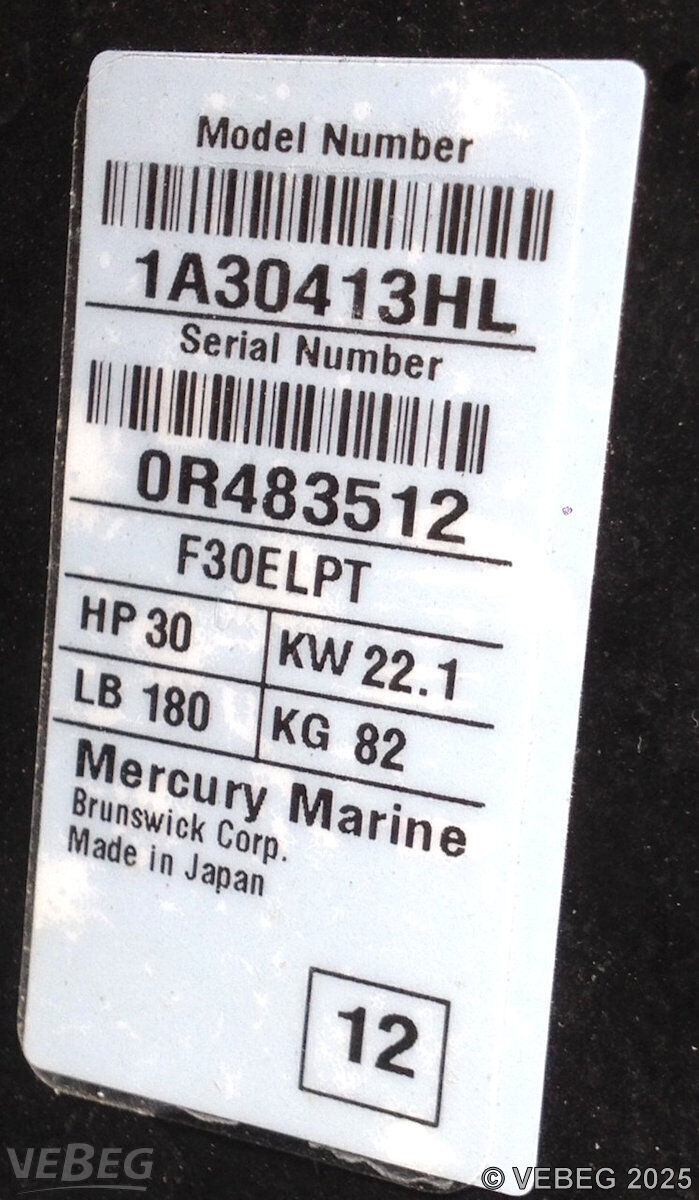 Model Number
1A30413HL
Serial Number
0R483512
F30ELPT
HP 30 KW 22.1
LB 180 KG 82
Mercury Marine
Brunswick Corp.
Made in Japan
12
VEBEG
© VEBEG 2025